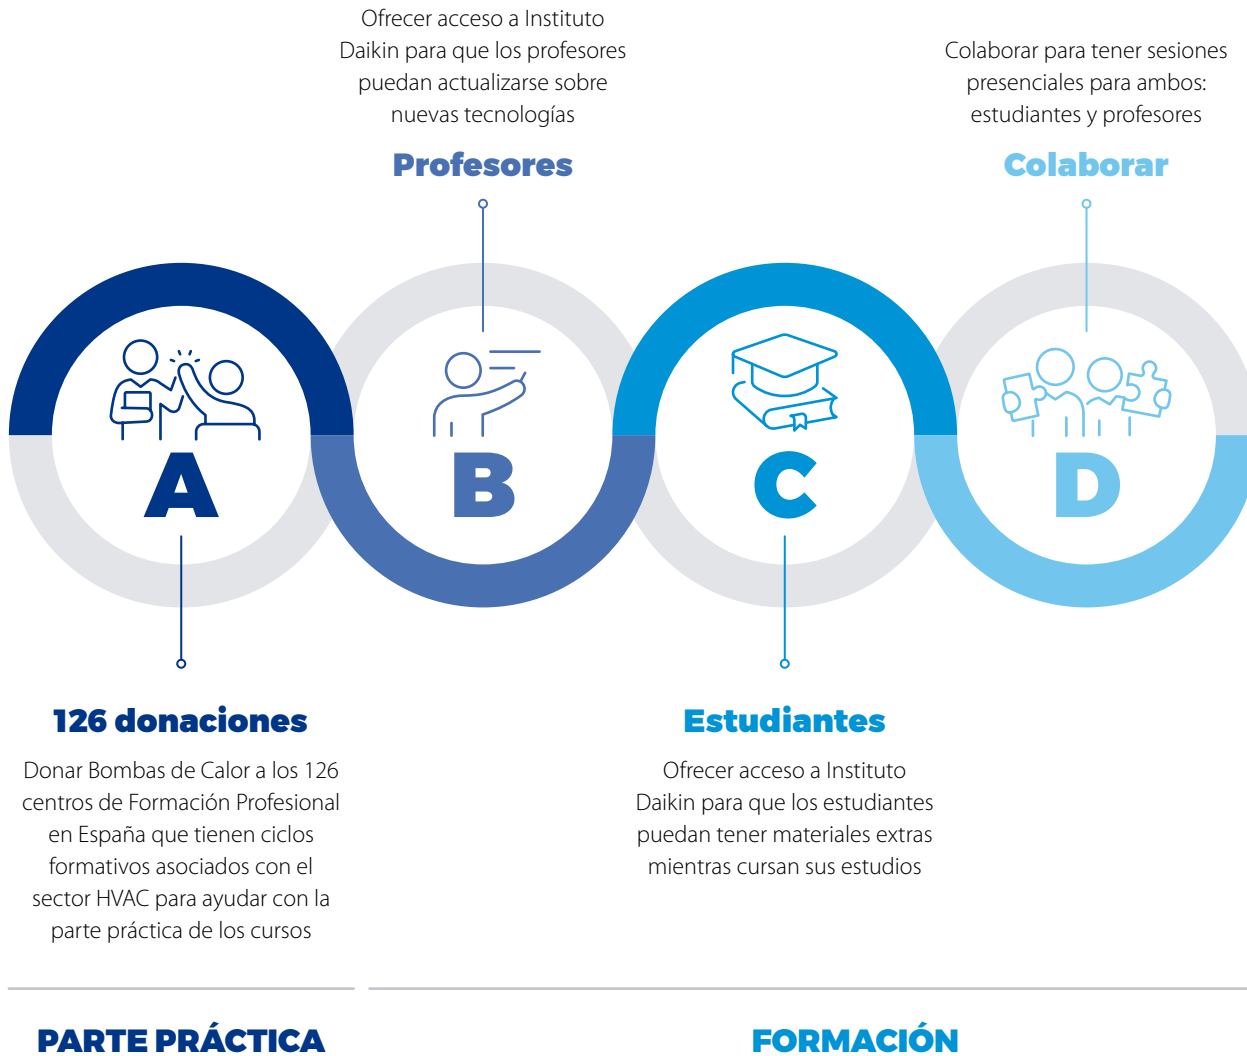 Ofrecer acceso a Instituto
Daikin para que los profesores
puedan actualizarse sobre
nuevas tecnologías
Profesores
Colaborar para tener sesiones
presenciales para ambos:
estudiantes y profesores
Colaborar
A
B
C
D
126 donaciones
Donar Bombas de Calor a los 126
centros de Formación Profesional
en España que tienen ciclos
formativos asociados con el
sector HVAC para ayudar con la
parte práctica de los cursos
Estudiantes
Ofrecer acceso a Instituto
Daikin para que los estudiantes
puedan tener materiales extras
mientras cursan sus estudios
PARTE PRÁCTICA
FORMACIÓN